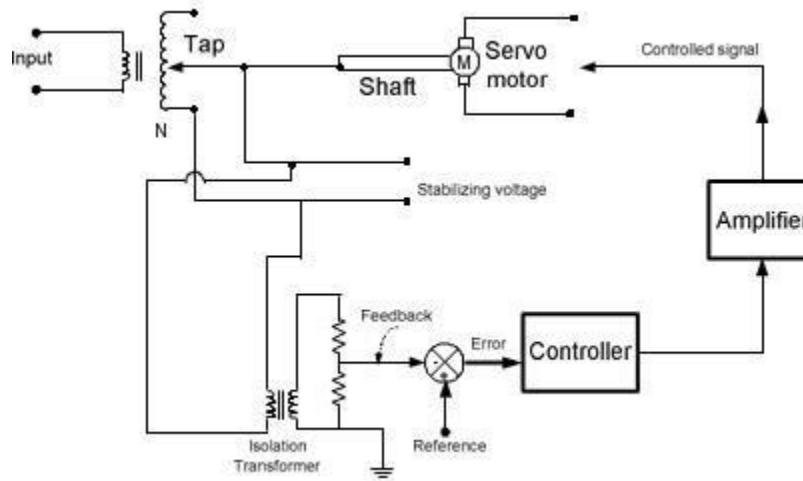 Input
Tap
N
Shaft
M
Servo
motor
Controlled signal
Stabilizing voltage
Amplifier
Feedback
-
+
Error
Controller
Reference
Isolation
Transformer